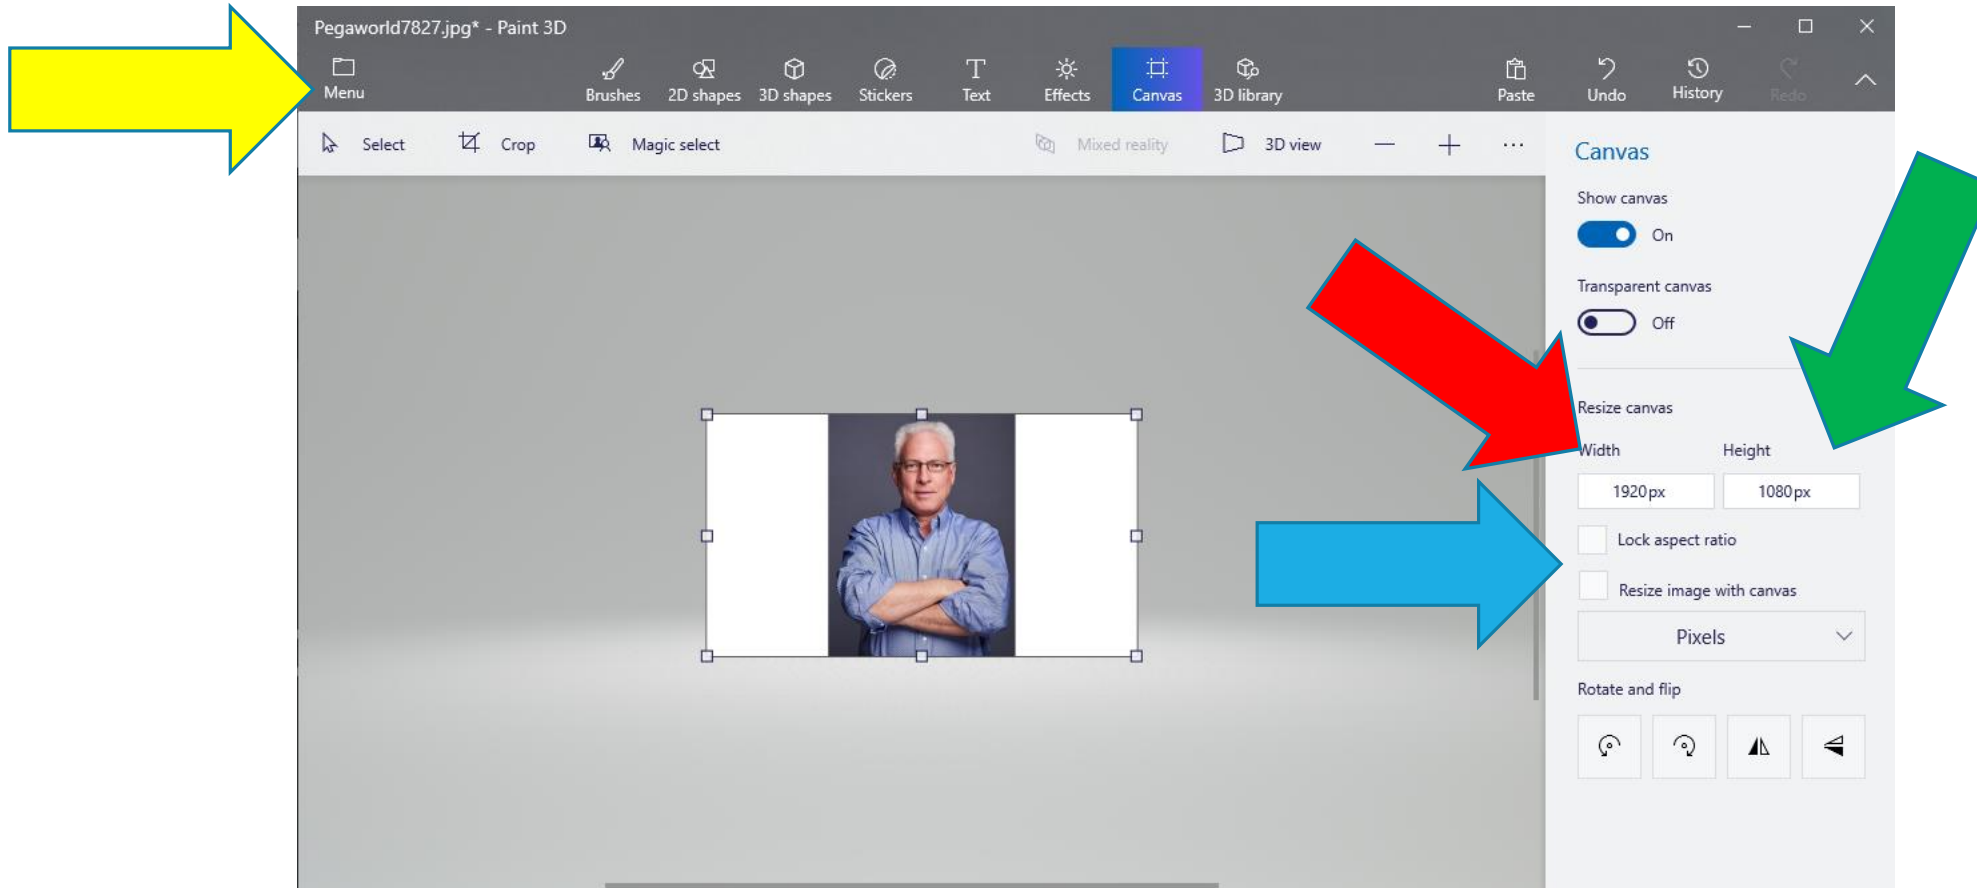 Pegaworld7827.jpg* - Paint 3D
Menu
Brushes 2D shapes 3D shapes Stickers Text Effects Canvas 3D library Paste Undo History Redo
Select Crop Magic select Mixed reality 3D view
Canvas
Show canvas
On
Transparent canvas
Off
Resize canvas
Width Height
1920px 1080px
Lock aspect ratio
Resize image with canvas
Pixels
Rotate and flip